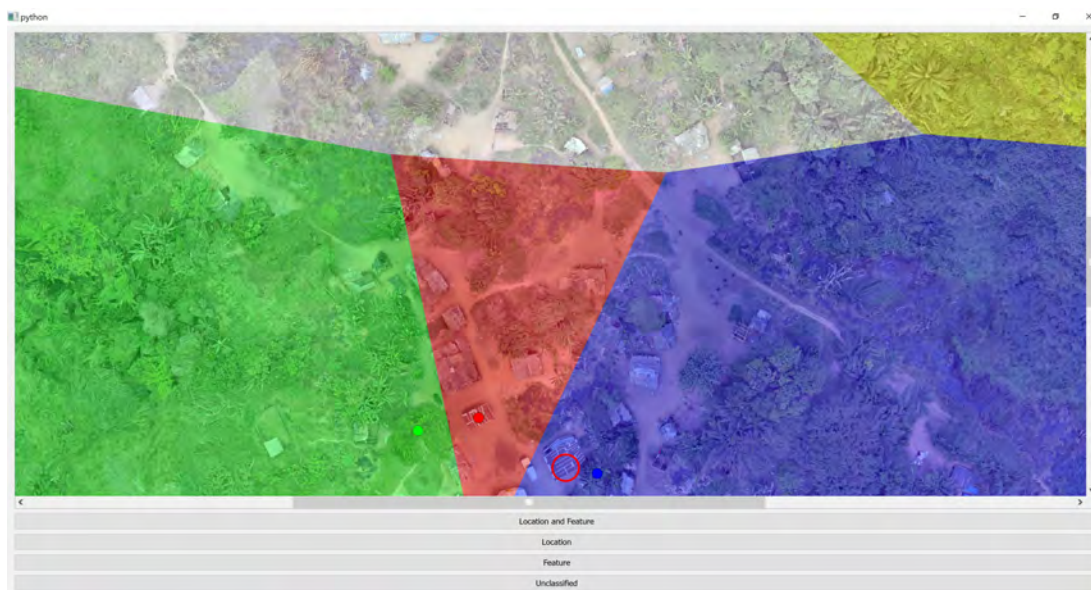 python
Location and Feature
Location
Feature
Unclassified